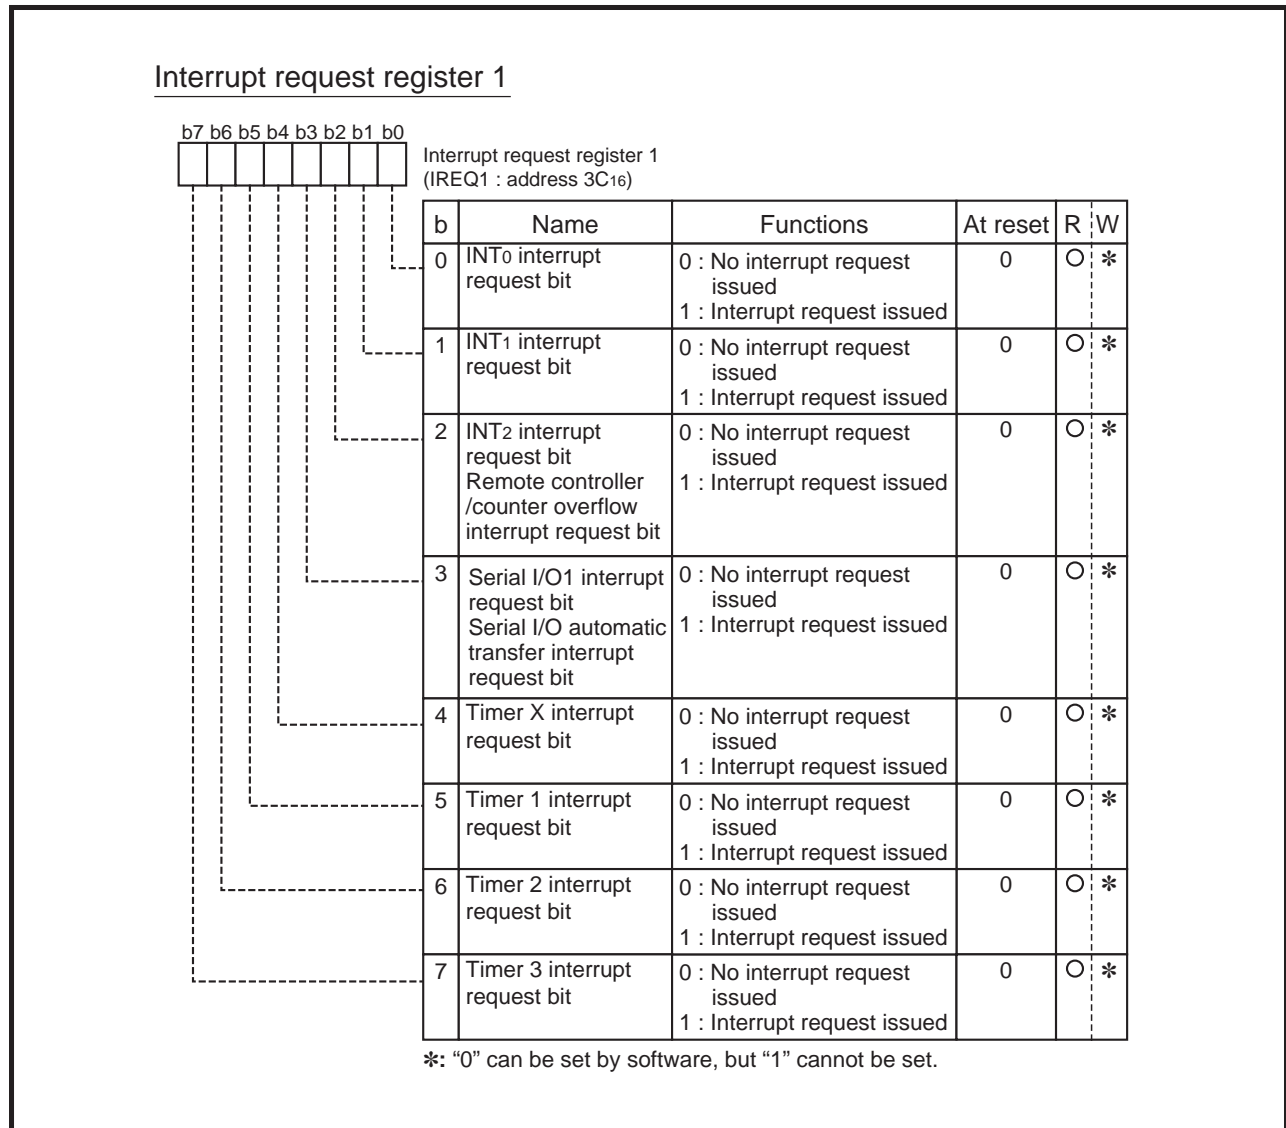 Interrupt request register 1
b7 b6 b5 b4 b3 b2 b1 b0
Interrupt request register 1
(IREQ1 : address 3C16)
b Name Functions At reset R W
0 INT0 interrupt request bit 0 : No interrupt request issued 1 : Interrupt request issued 0 O ✻
1 INT1 interrupt request bit 0 : No interrupt request issued 1 : Interrupt request issued 0 O ✻
2 INT2 interrupt request bit Remote controller /counter overflow interrupt request bit 0 : No interrupt request issued 1 : Interrupt request issued 0 O ✻
3 Serial I/O1 interrupt request bit Serial I/O automatic transfer interrupt request bit 0 : No interrupt request issued 1 : Interrupt request issued 0 O ✻
4 Timer X interrupt request bit 0 : No interrupt request issued 1 : Interrupt request issued 0 O ✻
5 Timer 1 interrupt request bit 0 : No interrupt request issued 1 : Interrupt request issued 0 O ✻
6 Timer 2 interrupt request bit 0 : No interrupt request issued 1 : Interrupt request issued 0 O ✻
7 Timer 3 interrupt request bit 0 : No interrupt request issued 1 : Interrupt request issued 0 O ✻
✻: “0” can be set by software, but “1” cannot be set.